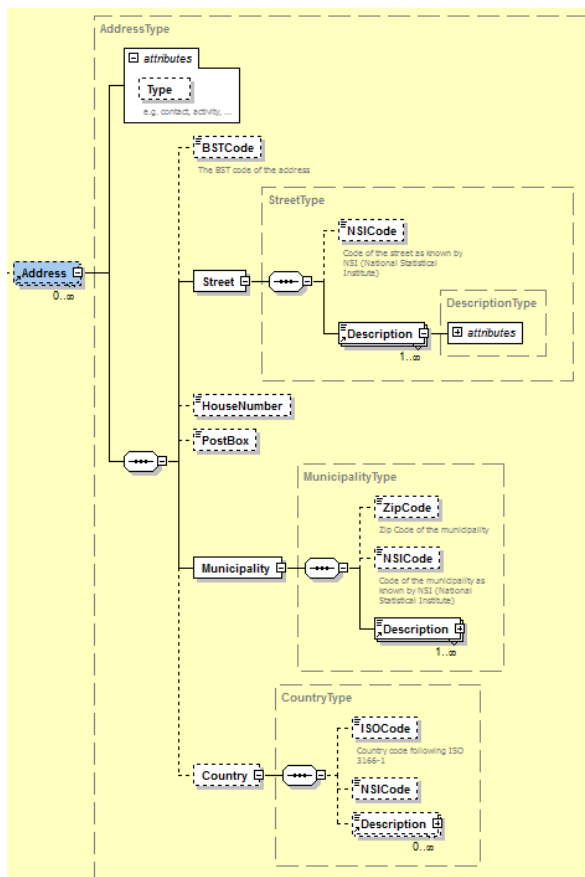 AddressType
attributes
Type
e.g. contact, activity, ...
BSTCode
The BST code of the address
StreetType
NSICode
Code of the street as known by
NSI (National Statistical
Institute)
Address
0..∞
Street
DescriptionType
Description
attributes
1..∞
HouseNumber
PostBox
MunicipalityType
ZipCode
Zip Code of the municipality
NSICode
Code of the municipality as
known by NSI (National
Statistical Institute)
Municipality
Description
1..∞
CountryType
ISOCode
Country code following ISO
3166-1
Country
NSICode
Description
0..∞